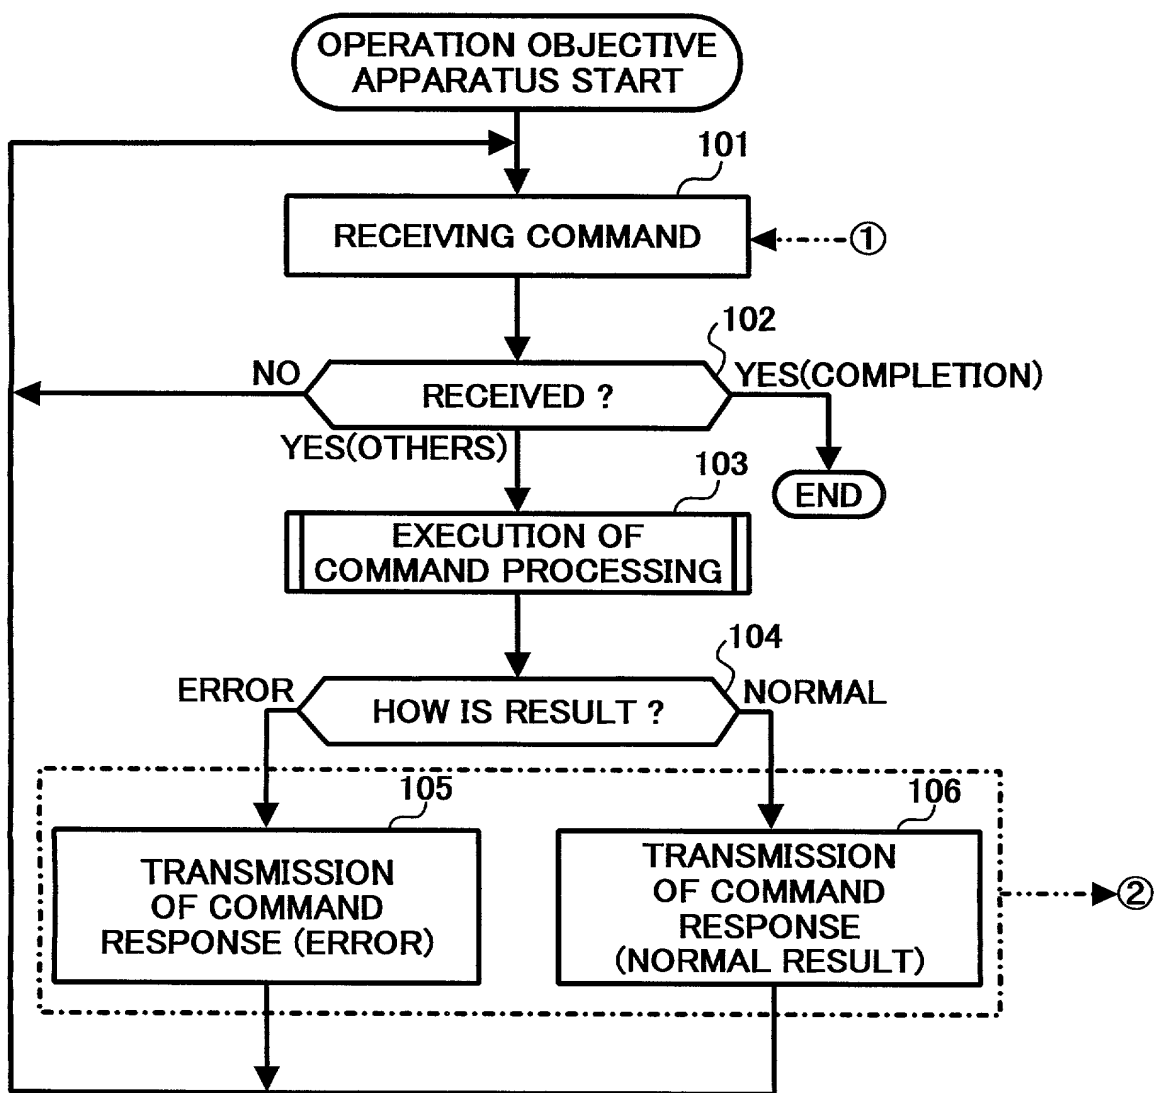 OPERATION OBJECTIVE
APPARATUS START
101
RECEIVING COMMAND
①
102
NO
RECEIVED ?
YES(COMPLETION)
YES(OTHERS)
END
103
EXECUTION OF
COMMAND PROCESSING
104
ERROR
HOW IS RESULT ?
NORMAL
105
TRANSMISSION
OF COMMAND
RESPONSE (ERROR)
106
TRANSMISSION
OF COMMAND
RESPONSE
(NORMAL RESULT)
②